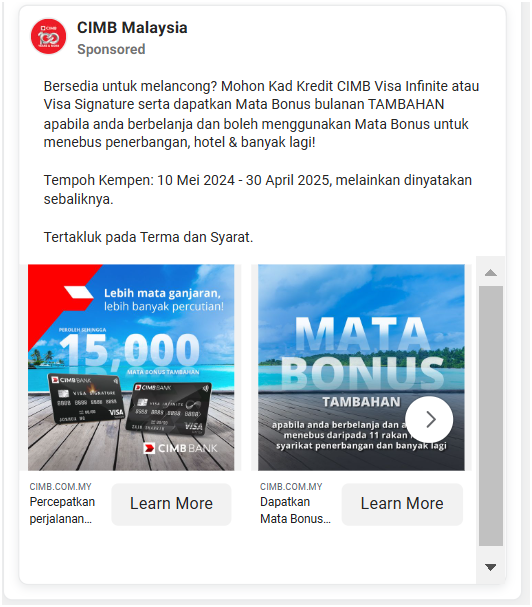 CIMB Malaysia
Sponsored
Bersedia untuk melancong? Mohon Kad Kredit CIMB Visa Infinite atau
Visa Signature serta dapatkan Mata Bonus bulanan TAMBAHAN
apabila anda berbelanja dan boleh menggunakan Mata Bonus untuk
menebus penerbangan, hotel & banyak lagi!
Tempoh Kempen: 10 Mei 2024 - 30 April 2025, melainkan dinyatakan
sebaliknya.
Tertakluk pada Terma dan Syarat.
Lebih mata ganjaran,
lebih banyak percutian!
PEROLEH SEHINGGA
15,000
MATA BONUS TAMBAHAN
CIMB BANK
VISA SIGNATURE
VISA
CIMB BANK
VISA
CIMB BANK
MATA
BONUS
TAMBAHAN
apabila anda berbelanja dan
menebus daripada 11 rakan
syarikat penerbangan dan banyak lagi
CIMB.COM.MY
Percepatkan
perjalanan...
Learn More
CIMB.COM.MY
Dapatkan
Mata Bonus...
Learn More